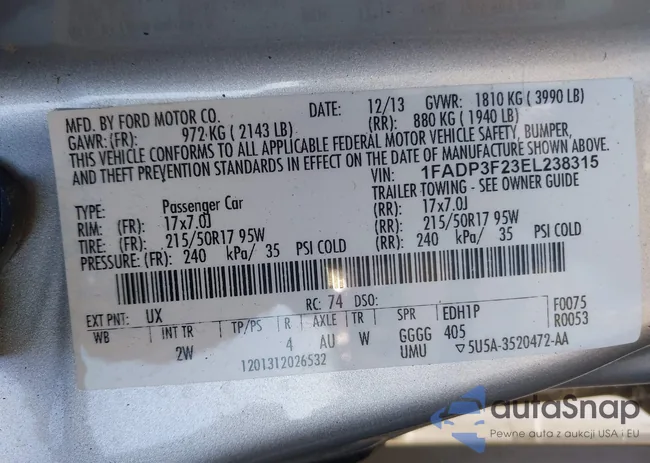 MFD. BY FORD MOTOR CO. DATE: 12/13 GVWR: 1810 KG ( 3990 LB)
GAWR: (FR): 972 KG ( 2143 LB) (RR): 880 KG ( 1940 LB)
THIS VEHICLE CONFORMS TO ALL APPLICABLE FEDERAL MOTOR VEHICLE SAFETY, BUMPER,
AND THEFT PREVENTION STANDARDS IN EFFECT ON THE DATE OF MANUFACTURE SHOWN ABOVE.
VIN: 1FADP3F23EL238315
TYPE: Passenger Car TRAILER TOWING - SEE OWNER GUIDE
RIM: (FR): 17x7.0J (RR): 17x7.0J
TIRE: (FR): 215/50R17 95W (RR): 215/50R17 95W
PRESSURE: (FR): 240 kPa/ 35 PSI COLD (RR): 240 kPa/ 35 PSI COLD
EXT PNT: UX RC: 74 DSO: F0075
WB INT TR TP/PS R AXLE TR SPR EDH1P R0053
2W 4 AU W GGGG 405
UMU ▽5U5A-3520472-AA
1201312026532
autoSnap
Pewne auta z aukcji USA i EU